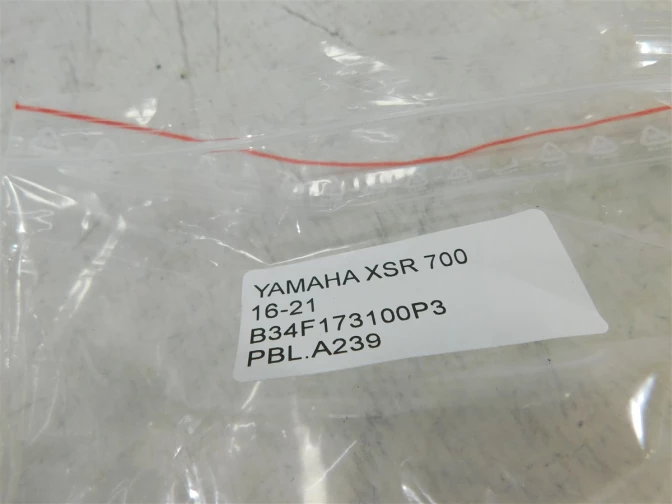 YAMAHA XSR 700
16-21
B34F173100P3
PBL.A239